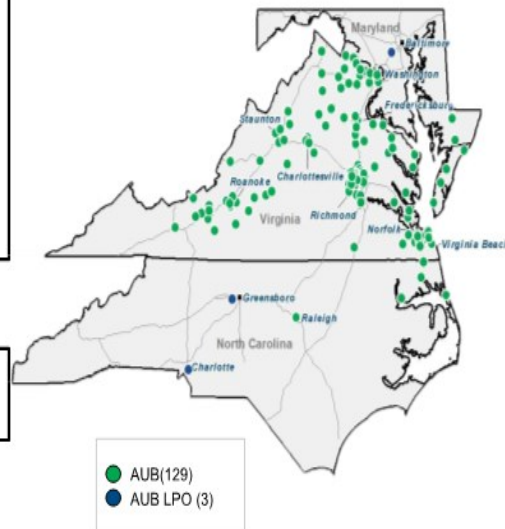 Maryland
Baltimore
Washington
Fredericksburg
Staunton
Charlottesville
Roanoke
Richmond
Virginia
Norfolk
Virginia Beach
Greensboro
Raleigh
North Carolina
Charlotte
AUB(129)
AUB LPO (3)